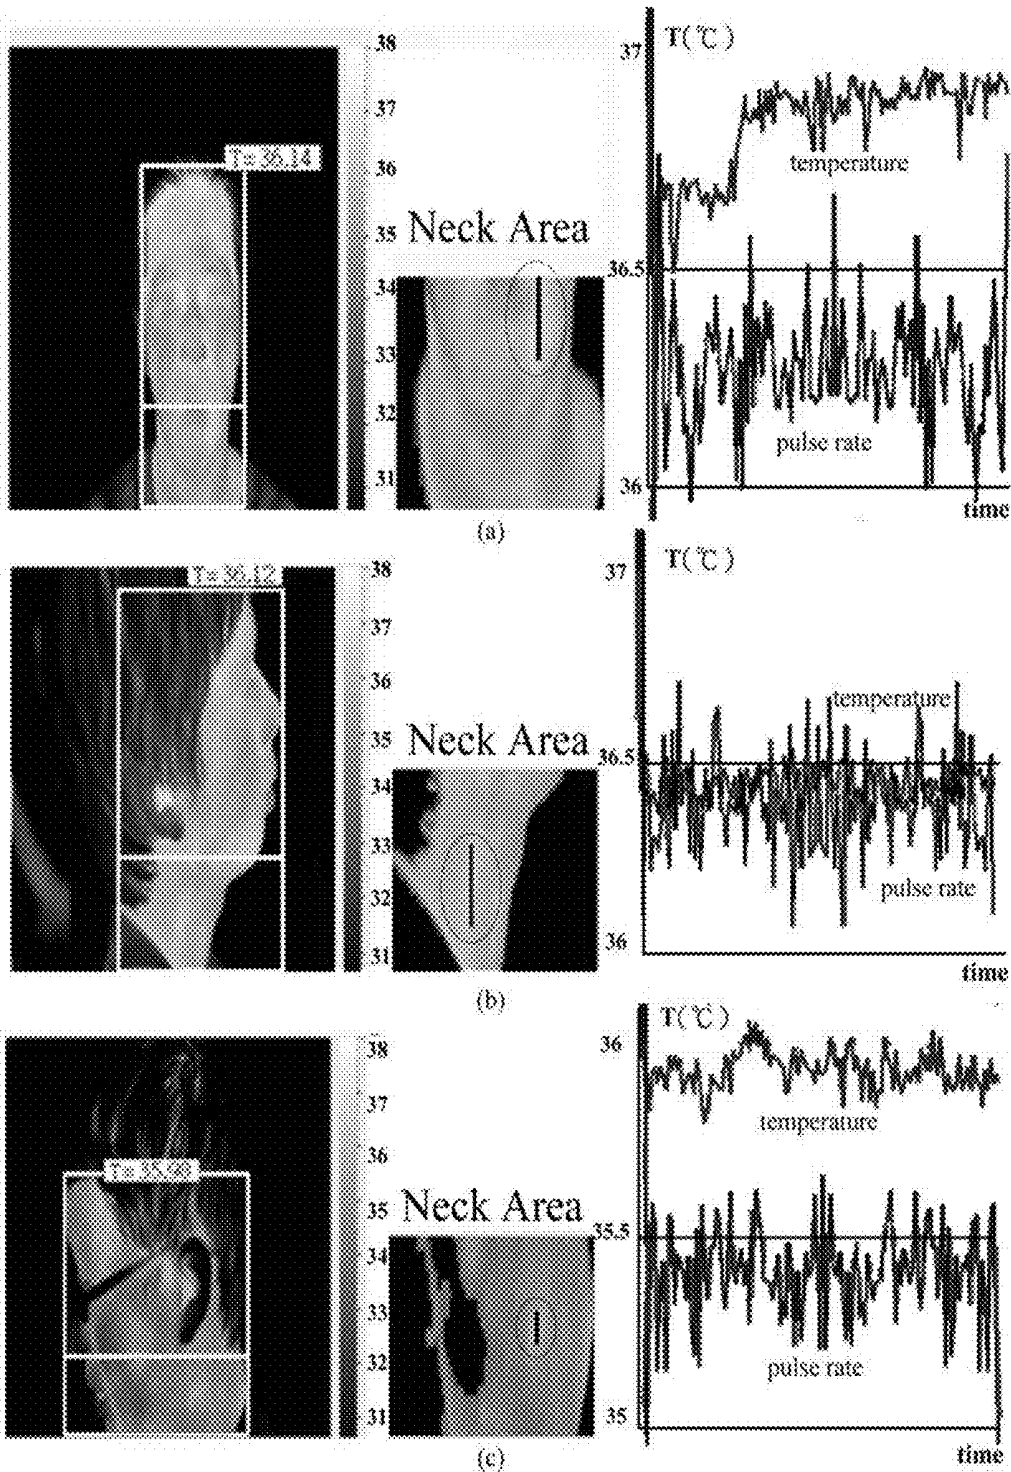 38
37
36
35
34
33
32
31
T= 36.14
Neck Area
T(℃)
37
36.5
36
temperature
pulse rate
time
(a)
38
37
36
35
34
33
32
31
T= 36.12
Neck Area
T(℃)
37
36.5
36
temperature
pulse rate
time
(b)
38
37
36
35
34
33
32
31
Neck Area
T(℃)
36
35.5
35
temperature
pulse rate
time
(c)